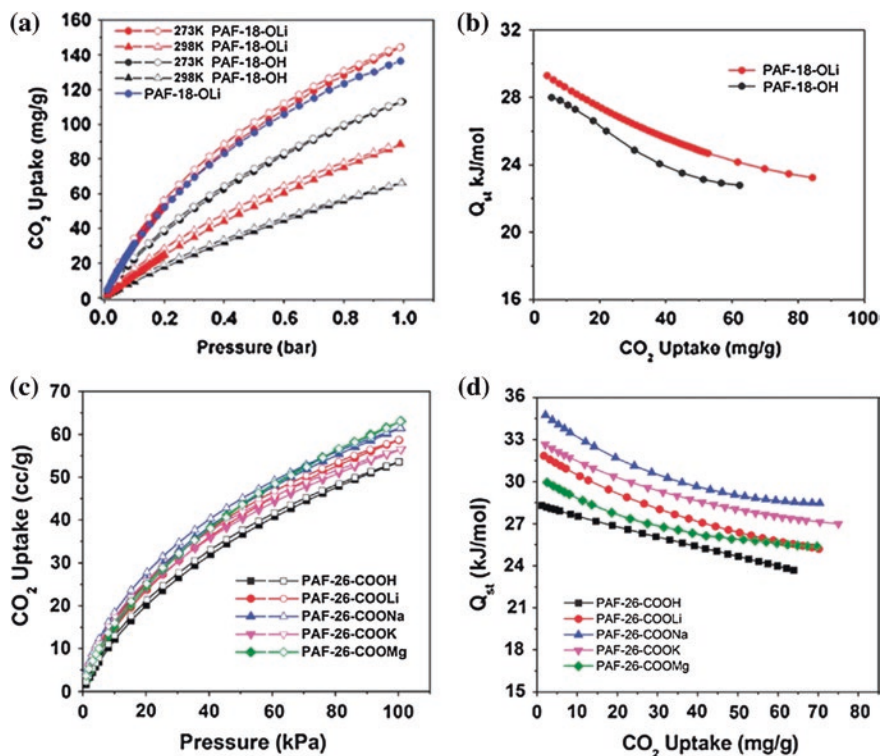 (a)
160
140
120
100
80
60
40
20
0
CO2 Uptake (mg/g)
273K PAF-18-OLi
298K PAF-18-OLi
273K PAF-18-OH
298K PAF-18-OH
PAF-18-OLi
0.0 0.2 0.4 0.6 0.8 1.0
Pressure (bar)
(b)
32
28
24
20
16
Qst kJ/mol
PAF-18-OLi
PAF-18-OH
0 20 40 60 80 100
CO2 Uptake (mg/g)
(c)
70
60
50
40
30
20
10
0
CO2 Uptake (cc/g)
PAF-26-COOH
PAF-26-COOLi
PAF-26-COONa
PAF-26-COOK
PAF-26-COOMg
0 20 40 60 80 100
Pressure (kPa)
(d)
36
33
30
27
24
21
18
15
Qst (kJ/mol)
PAF-26-COOH
PAF-26-COOLi
PAF-26-COONa
PAF-26-COOK
PAF-26-COOMg
0 10 20 30 40 50 60 70 80
CO2 Uptake (mg/g)